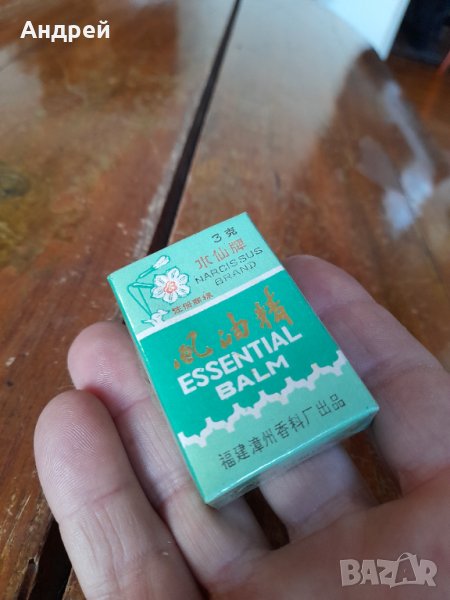 Андрей
3克
水仙牌
NARCISSUS
BRAND
风油精
ESSENTIAL
BALM
福建漳州香料厂出品
BAZAR